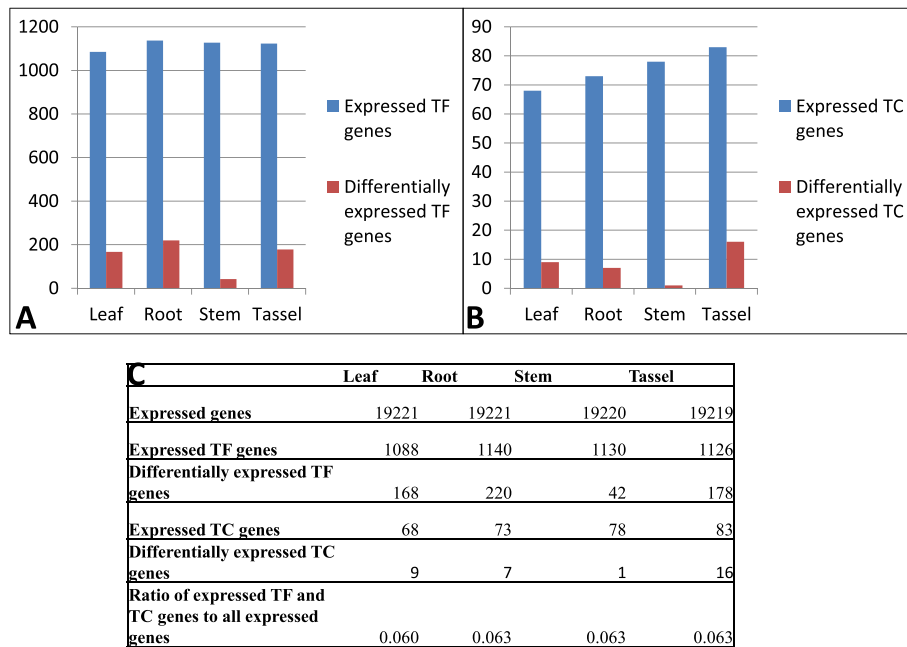 1200
1000
800
600
400
200
0
Leaf Root Stem Tassel
Expressed TF
genes
Differentially
expressed TF
genes
A
90
80
70
60
50
40
30
20
10
0
Leaf Root Stem Tassel
Expressed TC
genes
Differentially
expressed TC
genes
B
C Leaf Root Stem Tassel
Expressed genes 19221 19221 19220 19219
Expressed TF genes 1088 1140 1130 1126
Differentially expressed TF
genes 168 220 42 178
Expressed TC genes 68 73 78 83
Differentially expressed TC
genes 9 7 1 16
Ratio of expressed TF and
TC genes to all expressed
genes 0.060 0.063 0.063 0.063